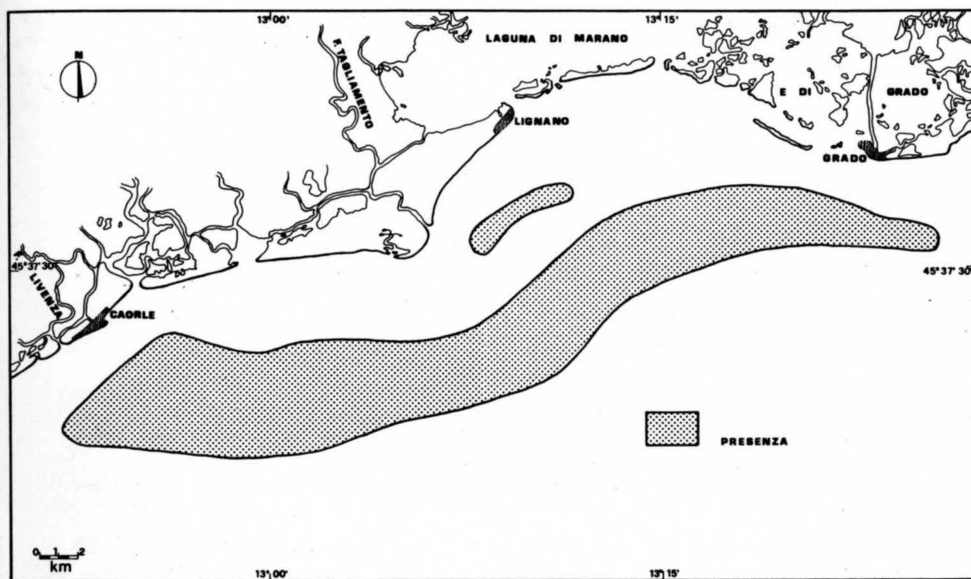 13°00'
13°15'
N
F. TAGLIAMENTO
LAGUNA DI MARANO
E DI
GRADO
LIGNANO
GRADO
45°37'30"
45°37'30"
LIVENZA
CAORLE
PRESENZA
0 1 2
km
13°00'
13°15'